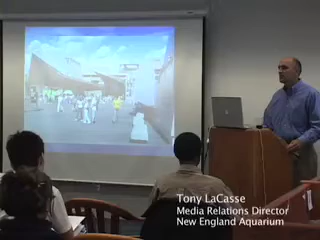 Tony LaCasse
Media Relations Director
New England Aquarium